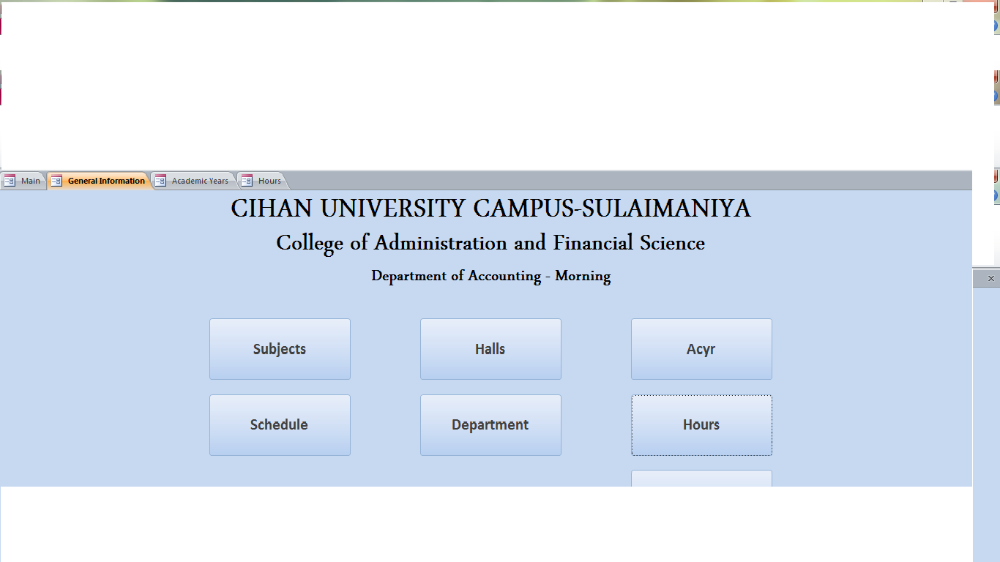 Main General Information Academic Years Hours
CIHAN UNIVERSITY CAMPUS-SULAIMANIYA
College of Administration and Financial Science
Department of Accounting - Morning
Subjects Halls Acyr
Schedule Department Hours